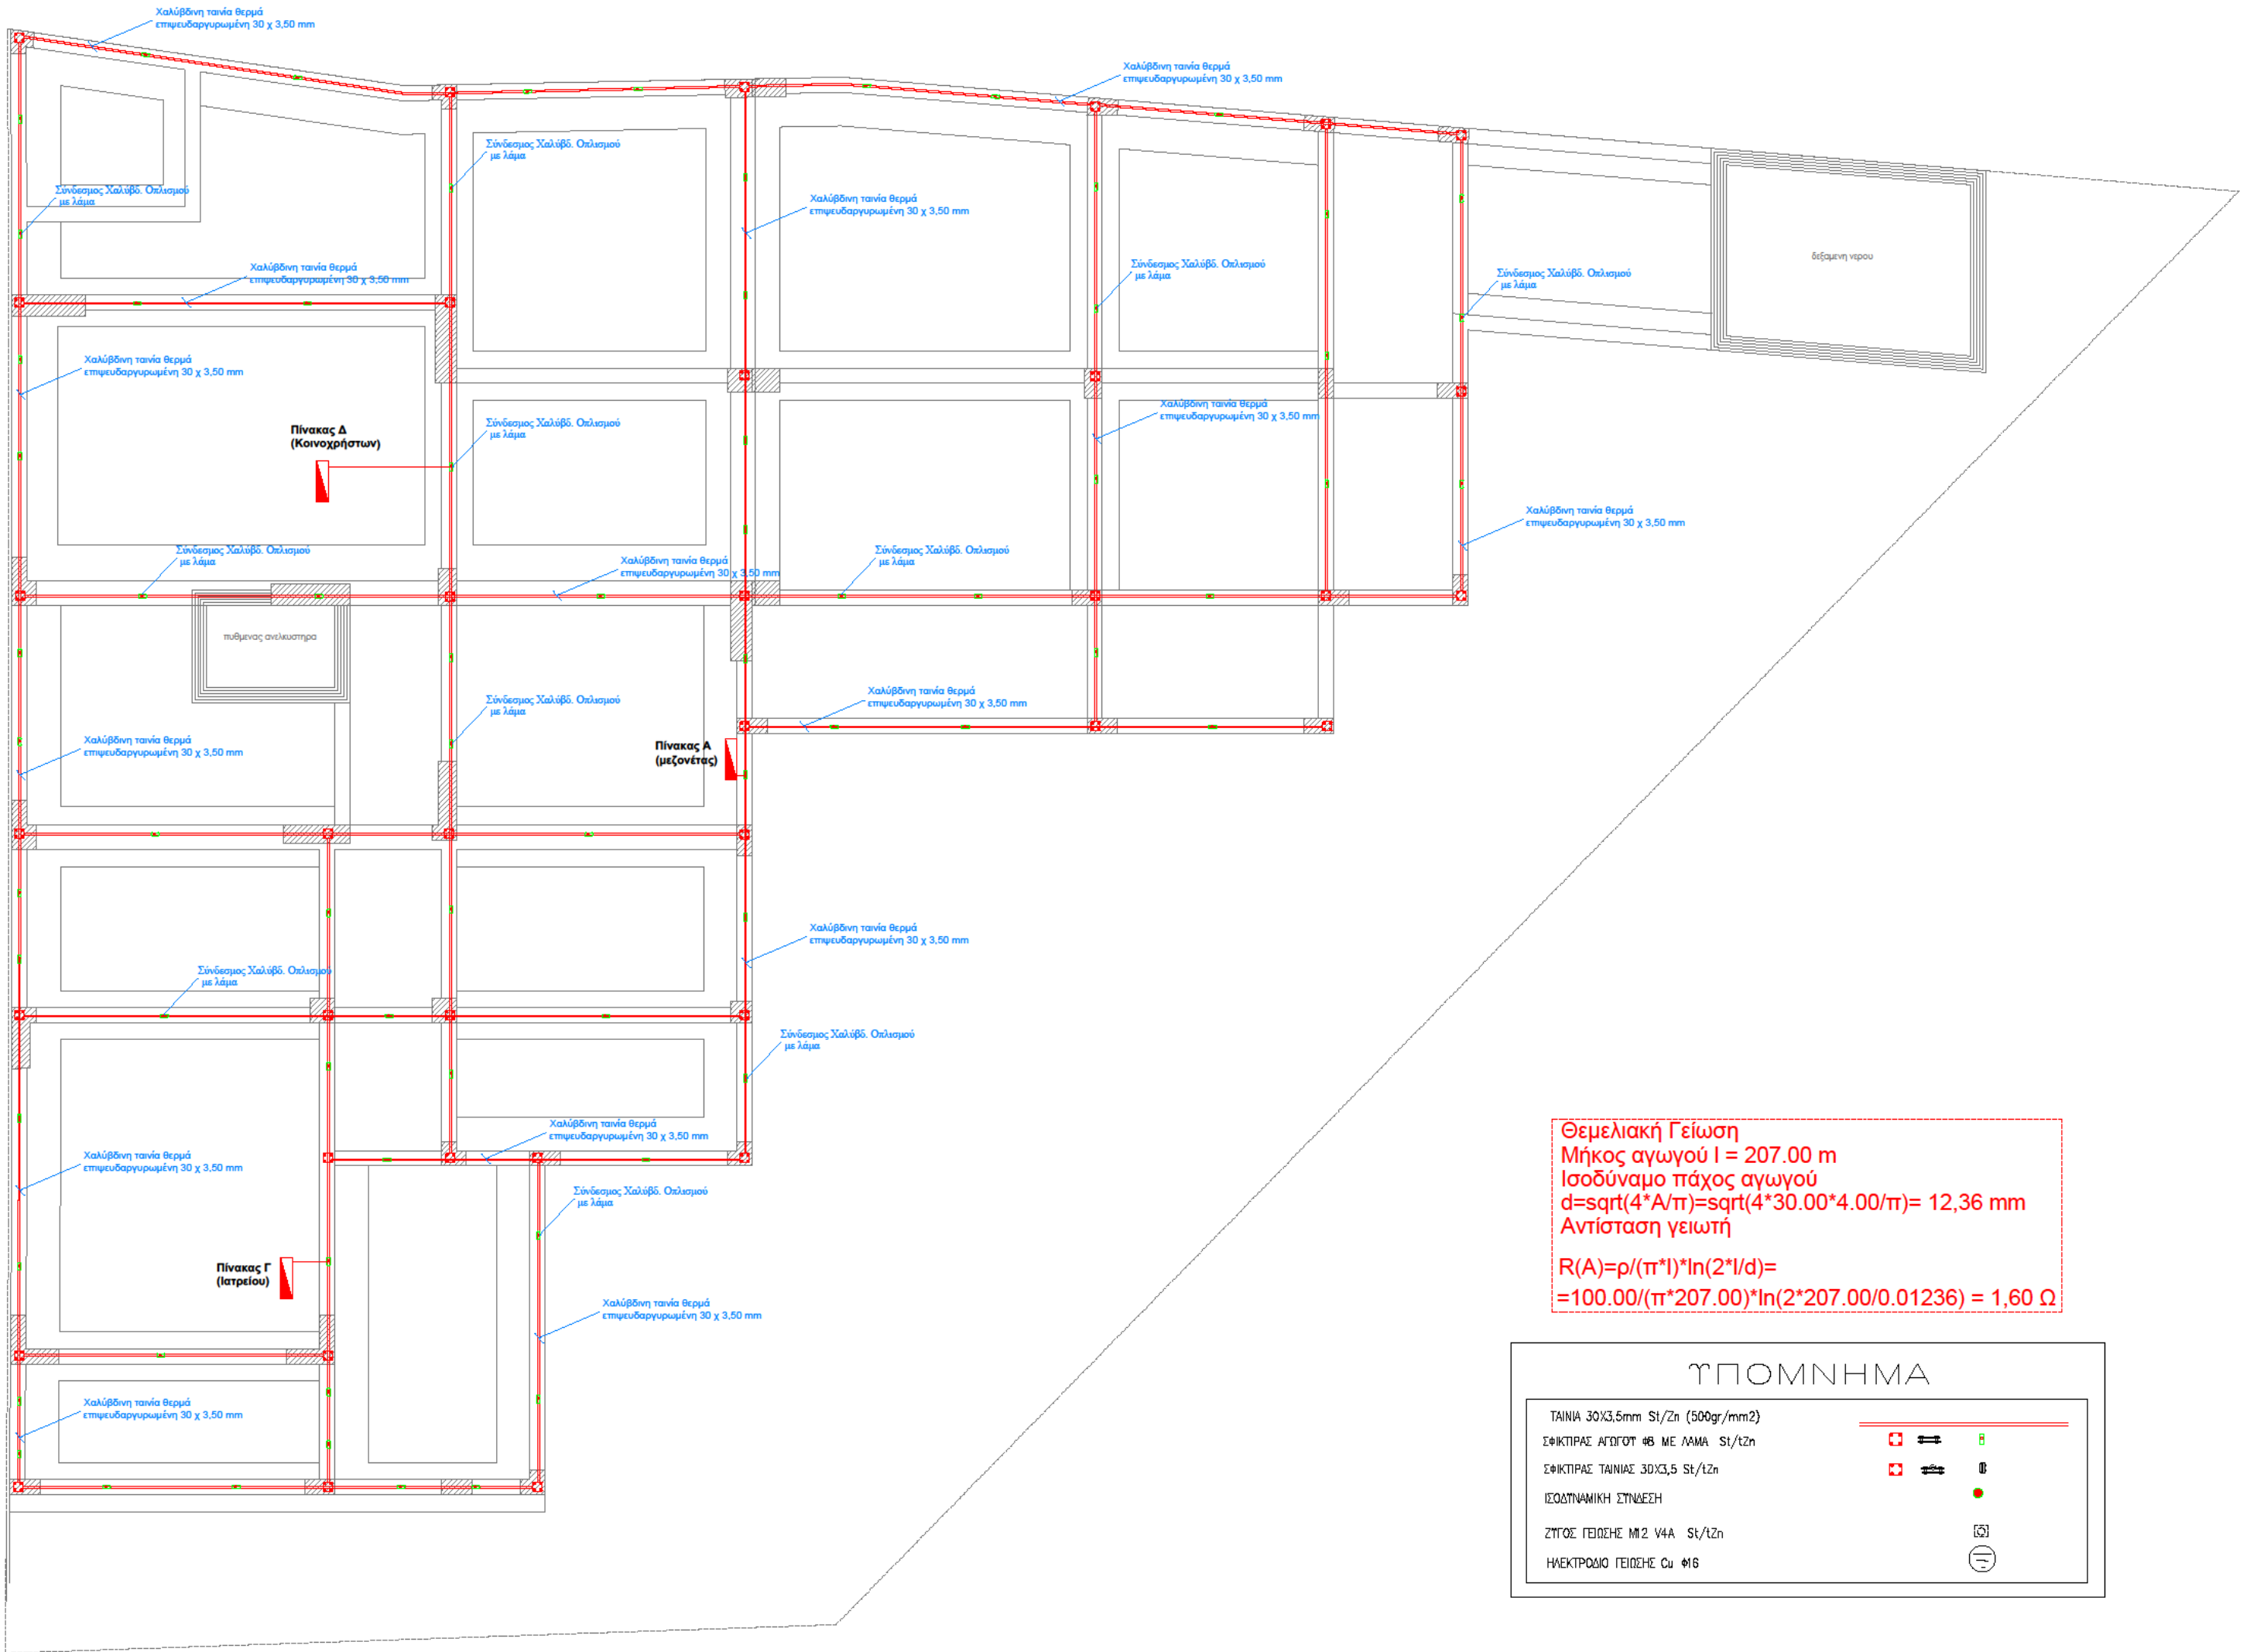 Χαλύβδινη ταινία θερμά
επιψευδαργυρωμένη 30 χ 3,50 mm
Χαλύβδινη ταινία θερμά
επιψευδαργυρωμένη 30 χ 3,50 mm
Σύνδεσμος Χαλύβδ. Οπλισμού
με λάμα
Σύνδεσμος Χαλύβδ. Οπλισμού
με λάμα
Χαλύβδινη ταινία θερμά
επιψευδαργυρωμένη 30 χ 3,50 mm
Χαλύβδινη ταινία θερμά
επιψευδαργυρωμένη 30 χ 3,50 mm
Σύνδεσμος Χαλύβδ. Οπλισμού
με λάμα
Σύνδεσμος Χαλύβδ. Οπλισμού
με λάμα
δεξαμενη νερου
Χαλύβδινη ταινία θερμά
επιψευδαργυρωμένη 30 χ 3,50 mm
Χαλύβδινη ταινία θερμά
επιψευδαργυρωμένη 30 χ 3,50 mm
Πίνακας Δ
(Κοινοχρήστων)
Σύνδεσμος Χαλύβδ. Οπλισμού
με λάμα
Χαλύβδινη ταινία θερμά
επιψευδαργυρωμένη 30 χ 3,50 mm
Σύνδεσμος Χαλύβδ. Οπλισμού
με λάμα
Χαλύβδινη ταινία θερμά
επιψευδαργυρωμένη 30 χ 3,50 mm
Σύνδεσμος Χαλύβδ. Οπλισμού
με λάμα
πυθμενας ανελκυστηρα
Χαλύβδινη ταινία θερμά
επιψευδαργυρωμένη 30 χ 3,50 mm
Σύνδεσμος Χαλύβδ. Οπλισμού
με λάμα
Χαλύβδινη ταινία θερμά
επιψευδαργυρωμένη 30 χ 3,50 mm
Πίνακας Α
(μεζονέτας)
Χαλύβδινη ταινία θερμά
επιψευδαργυρωμένη 30 χ 3,50 mm
Σύνδεσμος Χαλύβδ. Οπλισμού
με λάμα
Σύνδεσμος Χαλύβδ. Οπλισμού
με λάμα
Χαλύβδινη ταινία θερμά
επιψευδαργυρωμένη 30 χ 3,50 mm
Χαλύβδινη ταινία θερμά
επιψευδαργυρωμένη 30 χ 3,50 mm
Σύνδεσμος Χαλύβδ. Οπλισμού
με λάμα
Πίνακας Γ
(Ιατρείου)
Χαλύβδινη ταινία θερμά
επιψευδαργυρωμένη 30 χ 3,50 mm
Χαλύβδινη ταινία θερμά
επιψευδαργυρωμένη 30 χ 3,50 mm
Θεμελιακή Γείωση
Μήκος αγωγού l = 207.00 m
Ισοδύναμο πάχος αγωγού
d=sqrt(4*A/π)=sqrt(4*30.00*4.00/π)= 12,36 mm
Αντίσταση γειωτή
R(A)=ρ/(π*l)*ln(2*l/d)=
=100.00/(π*207.00)*ln(2*207.00/0.01236) = 1,60 Ω
ΥΠΟΜΝΗΜΑ
ΤΑΙΝΙΑ 30Χ3,5mm St/Zn (500gr/mm2)
ΣΦΙΚΤΙΡΑΣ ΑΓΩΓΟΥ Φ8 ΜΕ ΛΑΜΑ St/tZn
ΣΦΙΚΤΙΡΑΣ ΤΑΙΝΙΑΣ 30Χ3,5 St/tZn
ΙΣΟΔΥΝΑΜΙΚΗ ΣΥΝΔΕΣΗ
ΖΥΓΟΣ ΓΕΙΩΣΗΣ Μ12 V4A St/tZn
ΗΛΕΚΤΡΟΔΙΟ ΓΕΙΩΣΗΣ Cu Φ16